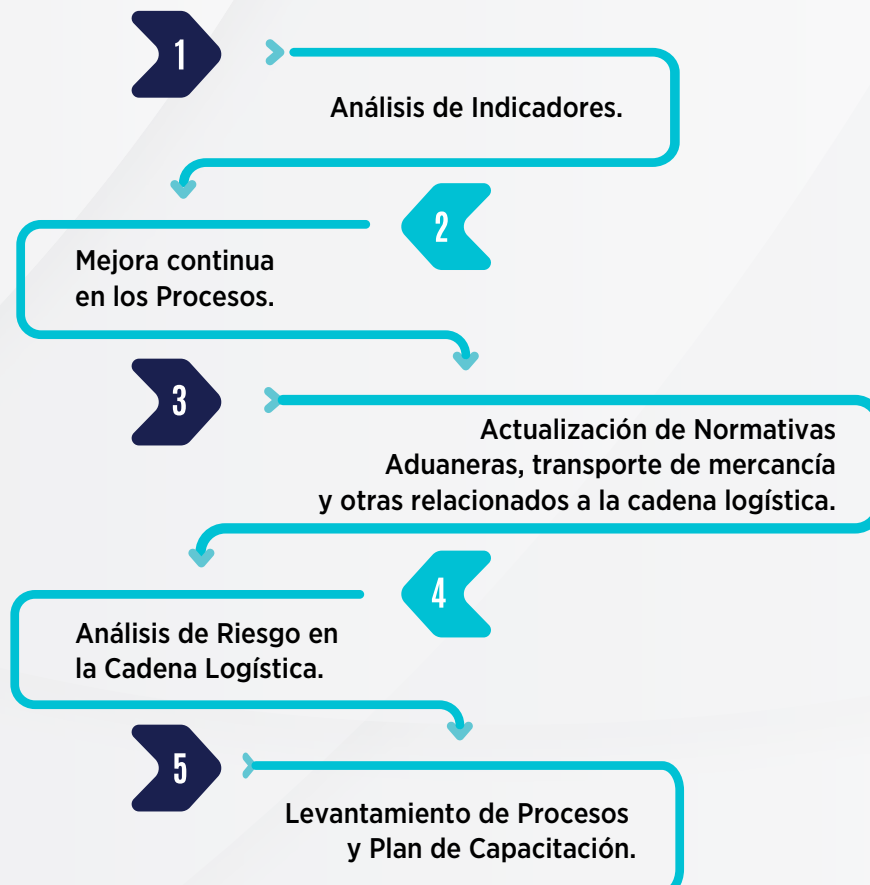 1
Análisis de Indicadores.
2
Mejora continua
en los Procesos.
3
Actualización de Normativas
Aduaneras, transporte de mercancía
y otras relacionados a la cadena logística.
4
Análisis de Riesgo en
la Cadena Logística.
5
Levantamiento de Procesos
y Plan de Capacitación.